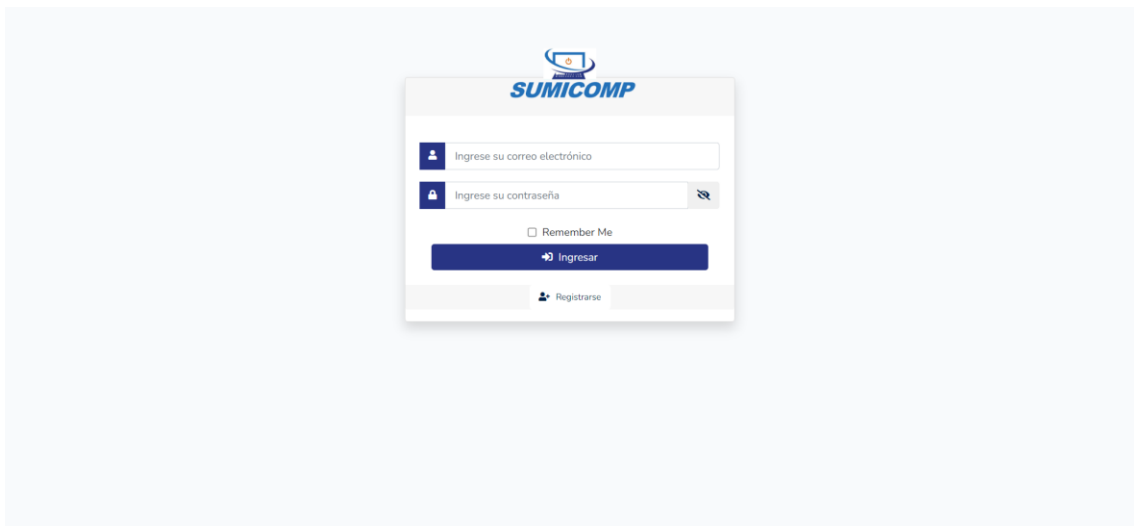 SUMICOMP
Ingrese su correo electrónico
Ingrese su contraseña
Remember Me
Ingresar
Registrarse